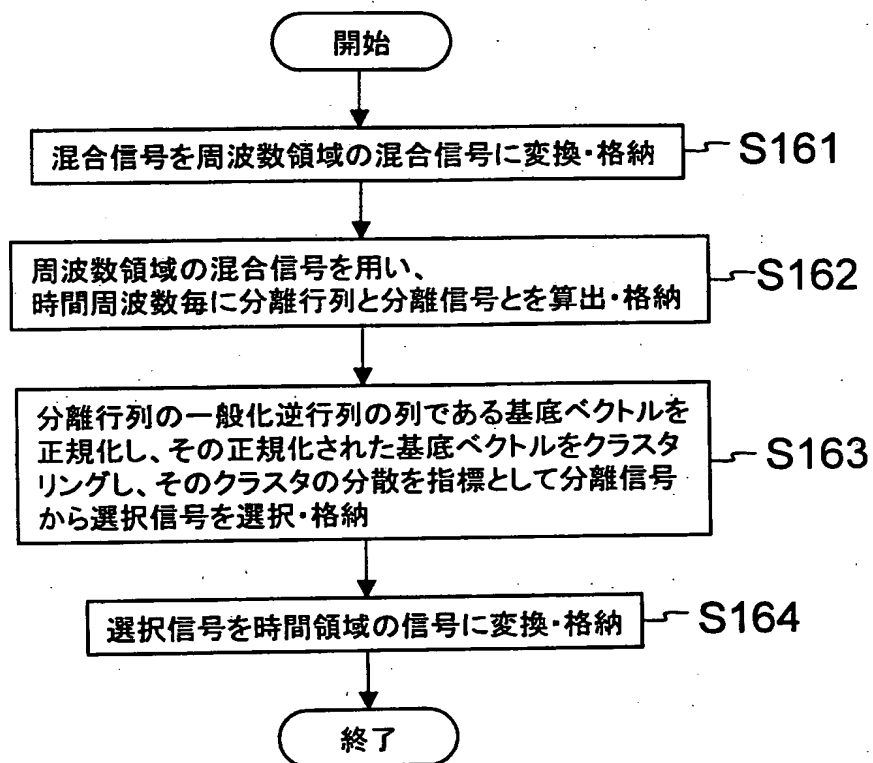 開始
混合信号を周波数領域の混合信号に変換・格納
S161
周波数領域の混合信号を用い、
時間周波数毎に分離行列と分離信号とを算出・格納
S162
分離行列の一般化逆行列の列である基底ベクトルを
正規化し、その正規化された基底ベクトルをクラスタ
リングし、そのクラスタの分散を指標として分離信号
から選択信号を選択・格納
S163
選択信号を時間領域の信号に変換・格納
S164
終了